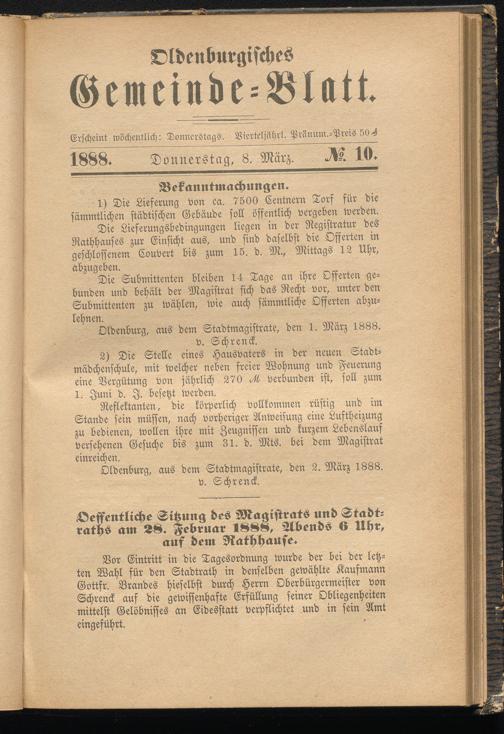 Oldenburgisches
Gemeinde=Blatt.
Erscheint wöchentlich: Donnerstags. Vierteljährl. Pränum.=Preis 50 ₰
1888. Donnerstag, 8. März. №. 10.
Bekanntmachungen.
1) Die Lieferung von ca. 7500 Centnern Torf für die
sämmtlichen städtischen Gebäude soll öffentlich vergeben werden.
Die Lieferungsbedingungen liegen in der Registratur des
Rathhauses zur Einsicht aus, und sind daselbst die Offerten in
geschlossenem Couvert bis zum 15. d. M., Mittags 12 Uhr,
abzugeben.
Die Submittenten bleiben 14 Tage an ihre Offerten ge=
bunden und behält der Magistrat sich das Recht vor, unter den
Submittenten zu wählen, wie auch sämmtliche Offerten abzu=
lehnen.
Oldenburg, aus dem Stadtmagistrate, den 1. März 1888.
v. Schrenck.
2) Die Stelle eines Hausvaters in der neuen Stadt=
mädchenschule, mit welcher neben freier Wohnung und Feuerung
eine Vergütung von jährlich 270 ℳ verbunden ist, soll zum
1. Juni d. J. besetzt werden.
Reflektanten, die körperlich vollkommen rüstig und im
Stande sein müssen, nach vorheriger Anweisung eine Luftheizung
zu bedienen, wollen ihre mit Zeugnissen und kurzem Lebenslauf
versehenen Gesuche bis zum 31. d. Mts. bei dem Magistrat
einreichen.
Oldenburg, aus dem Stadtmagistrate, den 2. März 1888.
v. Schrenck.
Oeffentliche Sitzung des Magistrats und Stadt=
raths am 28. Februar 1888, Abends 6 Uhr,
auf dem Rathhause.
Vor Eintritt in die Tagesordnung wurde der bei der letz=
ten Wahl für den Stadtrath in denselben gewählte Kaufmann
Gottfr. Brandes hieselbst durch Herrn Oberbürgermeister von
Schrenck auf die gewissenhafte Erfüllung seiner Obliegenheiten
mittelst Gelöbnisses an Eidesstatt verpflichtet und in sein Amt
eingeführt.